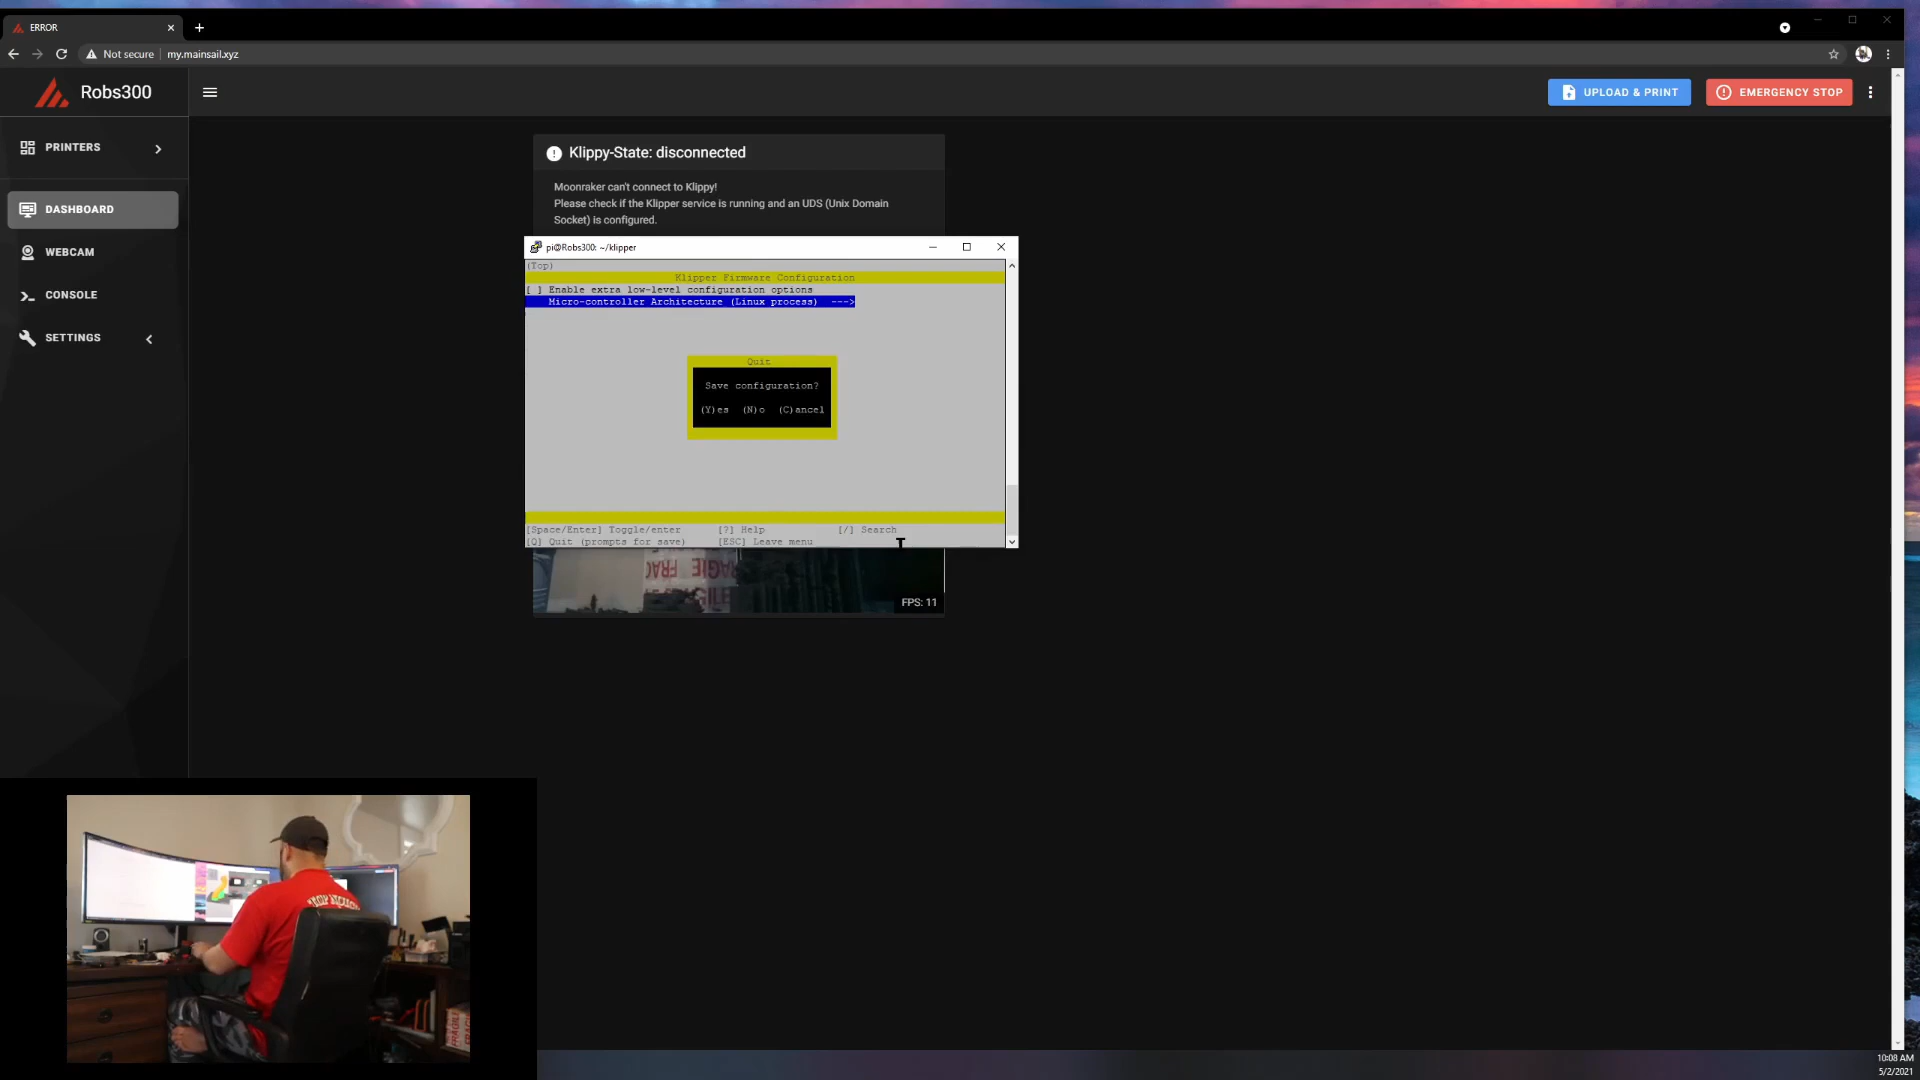 ERROR
Not secure
my.mainsail.xyz
Robs300
UPLOAD & PRINT
EMERGENCY STOP
PRINTERS
DASHBOARD
WEBCAM
CONSOLE
SETTINGS
Klippy-State: disconnected
Moonraker can't connect to Klippy!
Please check if the Klipper service is running and an UDS (Unix Domain
Socket) is configured.
pi@Robs300: ~/klipper
(Top)
Klipper Firmware Configuration
[ ] Enable extra low-level configuration options
Micro-controller Architecture (Linux process) --->
Quit
Save configuration?
(Y)es (N)o (C)ancel
[Space/Enter] Toggle/enter [?] Help [/] Search
[Q] Quit (prompts for save) [ESC] Leave menu
FPS: 11
10:08 AM
5/2/2021